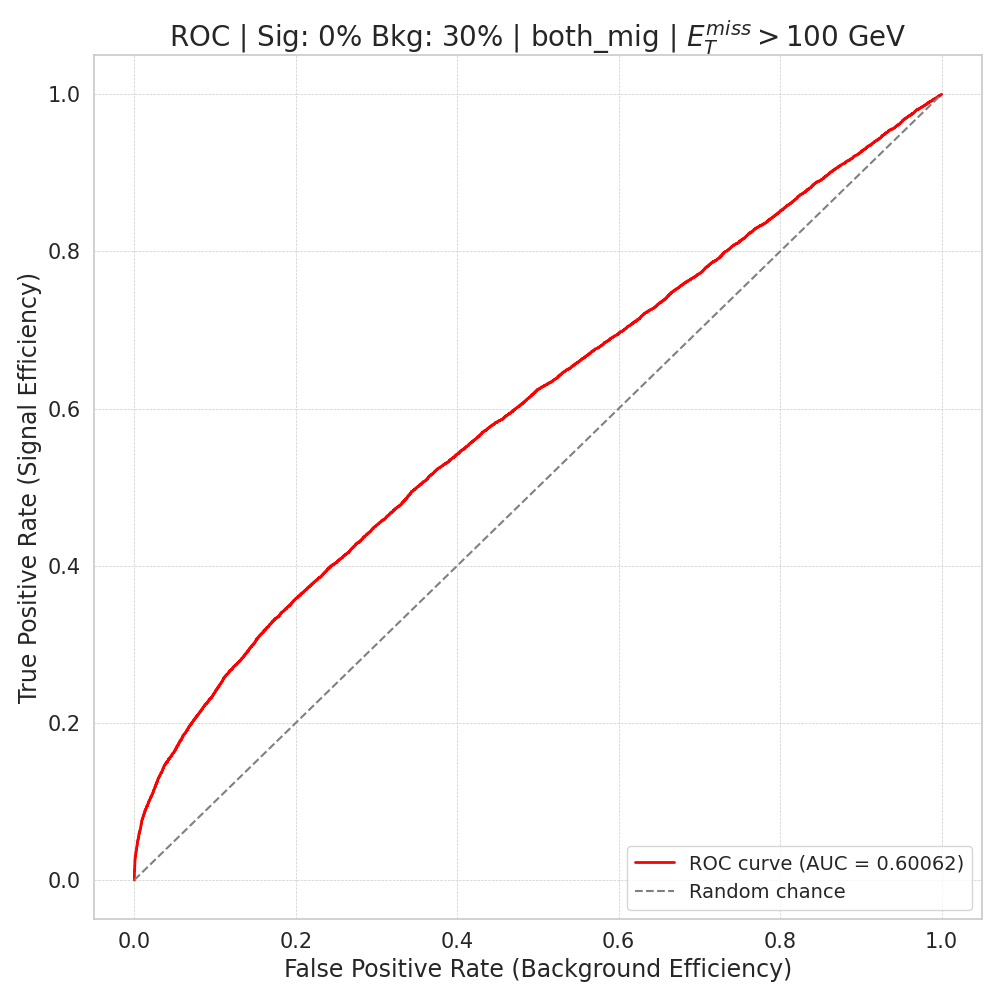 ROC | Sig: 0% Bkg: 30% | both_mig | $E_T^{miss} > 100$ GeV
True Positive Rate (Signal Efficiency)
1.0
0.8
0.6
0.4
0.2
0.0
ROC curve (AUC = 0.60062)
Random chance
0.0 0.2 0.4 0.6 0.8 1.0
False Positive Rate (Background Efficiency)